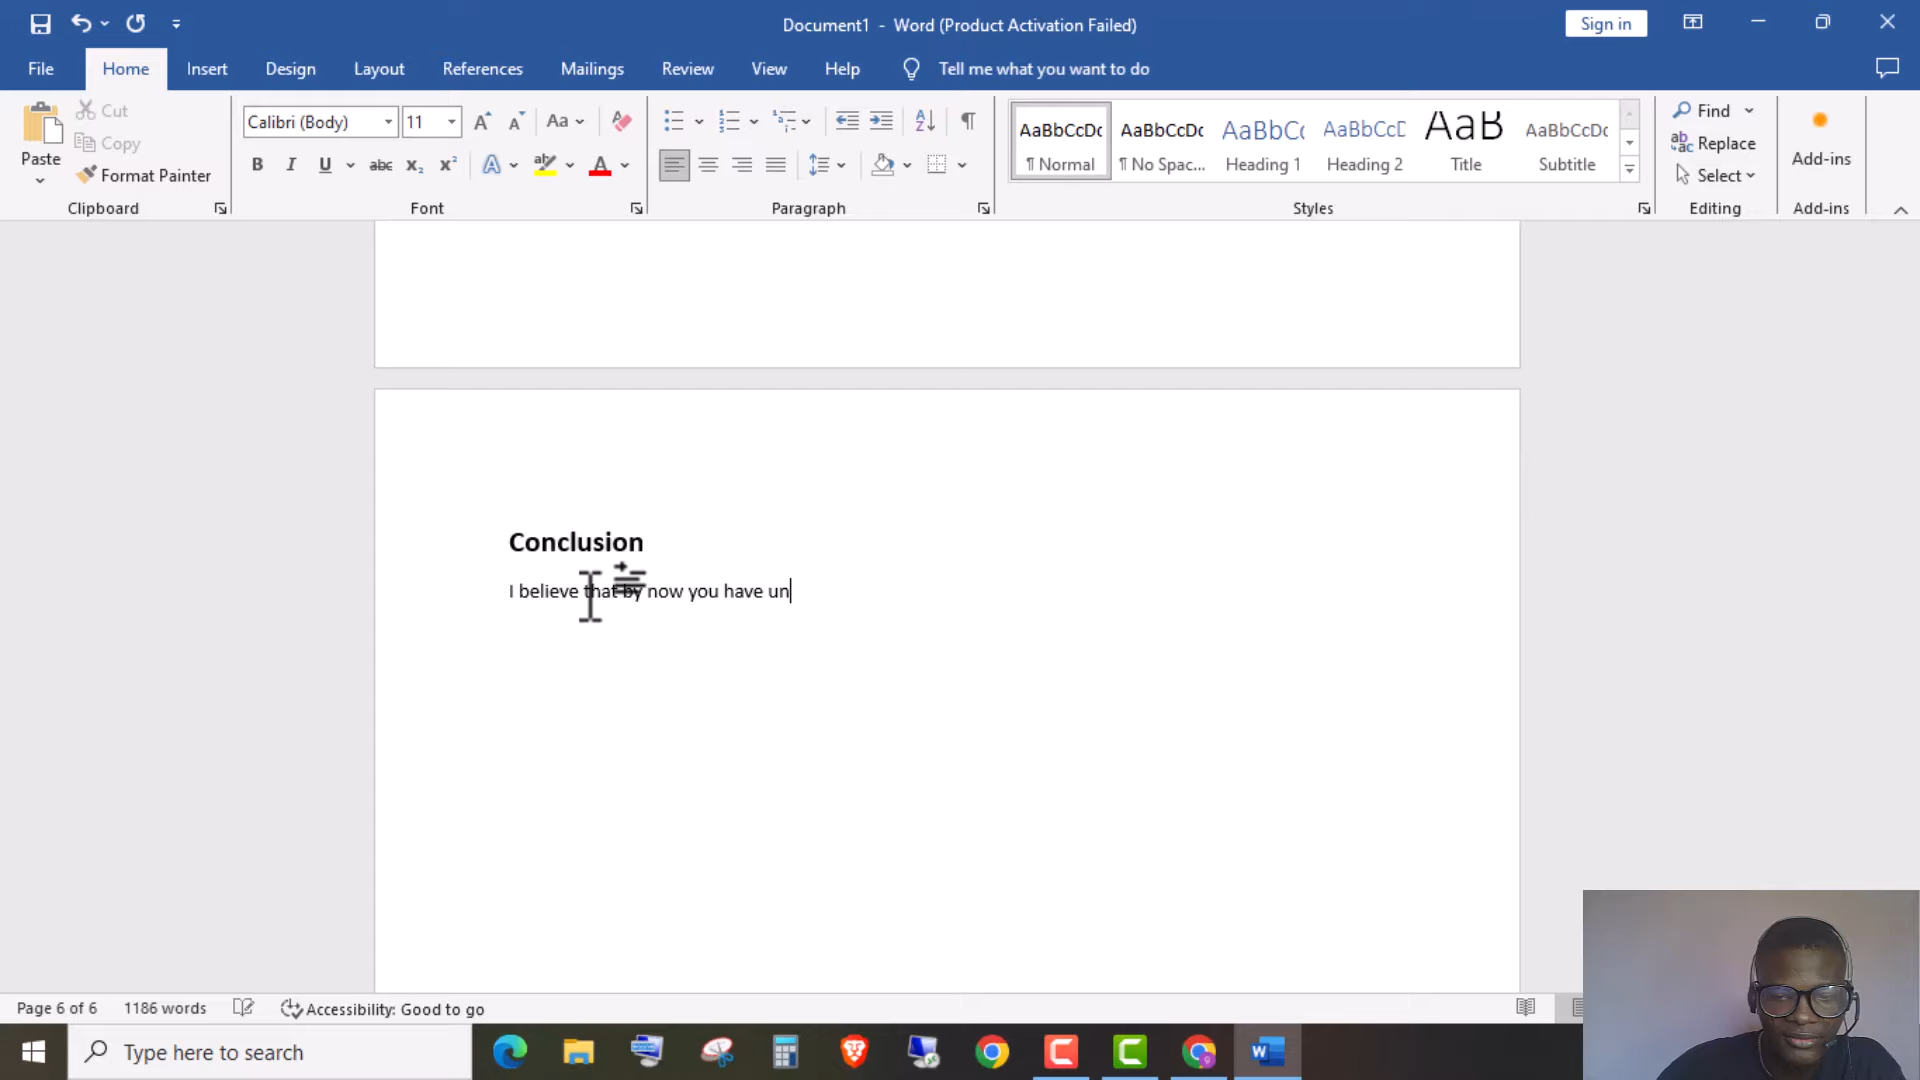 Document1 - Word (Product Activation Failed)
Sign in
File Home Insert Design Layout References Mailings Review View Help Tell me what you want to do
Paste
Cut
Copy
Format Painter
Clipboard
Calibri (Body) 11
Font
Paragraph
AaBbCcDc AaBbCcDc AaBbCc AaBbCcD AaB AaBbCcDc
¶ Normal ¶ No Spac... Heading 1 Heading 2 Title Subtitle
Styles
Find
Replace
Select
Editing
Add-ins
Add-ins
Conclusion
I believe that by now you have un
Page 6 of 6 1186 words Accessibility: Good to go
Type here to search